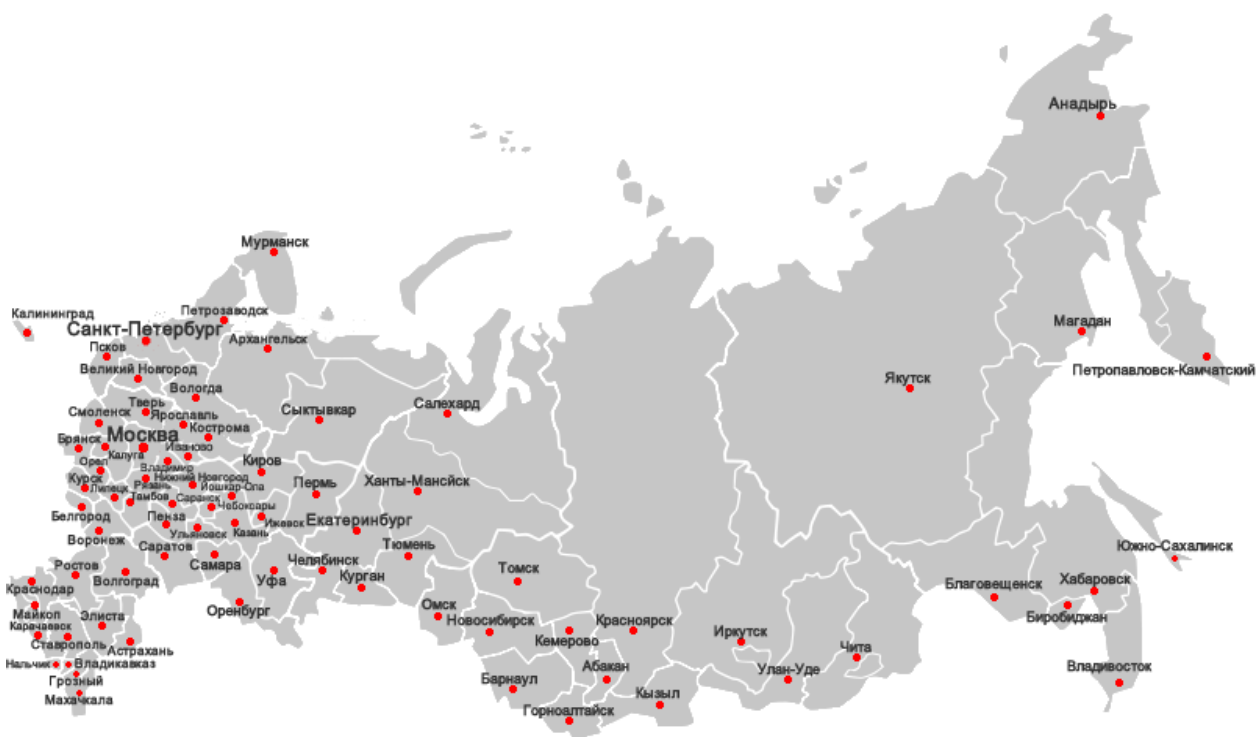 Анадырь
Мурманск
Петрозаводск
Калининград
Санкт-Петербург
Магадан
Архангельск
Псков
Великий Новгород
Петропавловск-Камчатский
Якутск
Вологда
Тверь
Салехард
Смоленск
Ярославль
Сыктывкар
Кострома
Москва
Брянск
Иваново
Калуга
Орел
Киров
Владимир
Курск
Нижний Новгород
Рязань
Пермь
Ханты-Мансйск
Липецк
Йошкар-Ола
Тамбов
Саранск
Чебоксары
Белгород
Пенза
Ижевск
Екатеринбург
Ульяновск
Казань
Воронеж
Тюмень
Южно-Сахалинск
Саратов
Самара
Челябинск
Ростов
Томск
Волгоград
Уфа
Курган
Хабаровск
Благовещенск
Краснодар
Оренбург
Омск
Биробиджан
Майкоп
Элиста
Новосибирск
Красноярск
Карачаевск
Ставрополь
Кемерово
Иркутск
Чита
Астрахань
Нальчик
Владикавказ
Абакан
Улан-Уде
Владивосток
Грозный
Барнаул
Кызыл
Махачкала
Горноалтайск